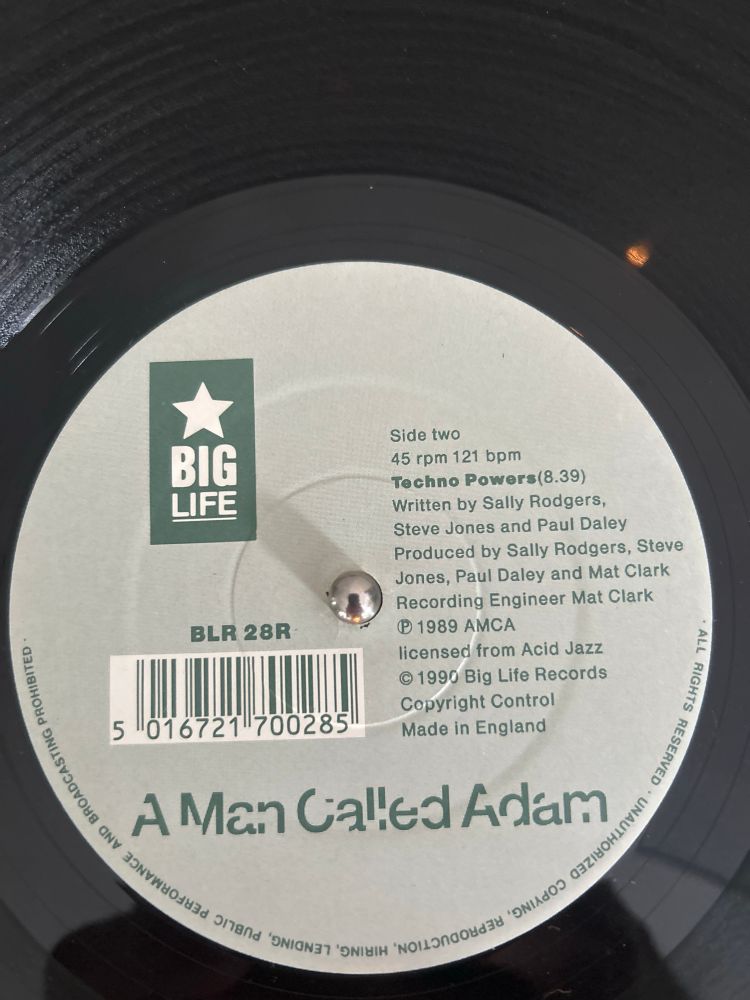 BIG
LIFE
Side two
45 rpm 121 bpm
Techno Powers(8.39)
Written by Sally Rodgers,
Steve Jones and Paul Daley
Produced by Sally Rodgers, Steve
Jones, Paul Daley and Mat Clark
Recording Engineer Mat Clark
℗ 1989 AMCA
licensed from Acid Jazz
© 1990 Big Life Records
Copyright Control
Made in England
BLR 28R
5 016721 700285
A Man Called Adam
· ALL RIGHTS RESERVED · UNAUTHORIZED COPYING, REPRODUCTION, HIRING, LENDING, PUBLIC PERFORMANCE AND BROADCASTING PROHIBITED ·